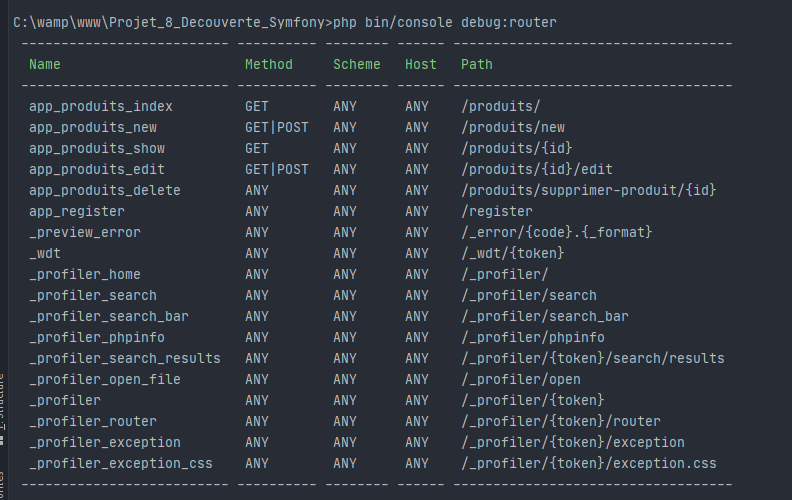 C:\wamp\www\Projet_8_Decouverte_Symfony>php bin/console debug:router
-------------------------- ---------- -------- ------ ----------------------------------
Name Method Scheme Host Path
-------------------------- ---------- -------- ------ ----------------------------------
app_produits_index GET ANY ANY /produits/
app_produits_new GET|POST ANY ANY /produits/new
app_produits_show GET ANY ANY /produits/{id}
app_produits_edit GET|POST ANY ANY /produits/{id}/edit
app_produits_delete ANY ANY ANY /produits/supprimer-produit/{id}
app_register ANY ANY ANY /register
_preview_error ANY ANY ANY /_error/{code}.{_format}
_wdt ANY ANY ANY /_wdt/{token}
_profiler_home ANY ANY ANY /_profiler/
_profiler_search ANY ANY ANY /_profiler/search
_profiler_search_bar ANY ANY ANY /_profiler/search_bar
_profiler_phpinfo ANY ANY ANY /_profiler/phpinfo
_profiler_search_results ANY ANY ANY /_profiler/{token}/search/results
_profiler_open_file ANY ANY ANY /_profiler/open
_profiler ANY ANY ANY /_profiler/{token}
_profiler_router ANY ANY ANY /_profiler/{token}/router
_profiler_exception ANY ANY ANY /_profiler/{token}/exception
_profiler_exception_css ANY ANY ANY /_profiler/{token}/exception.css
-------------------------- ---------- -------- ------ ----------------------------------